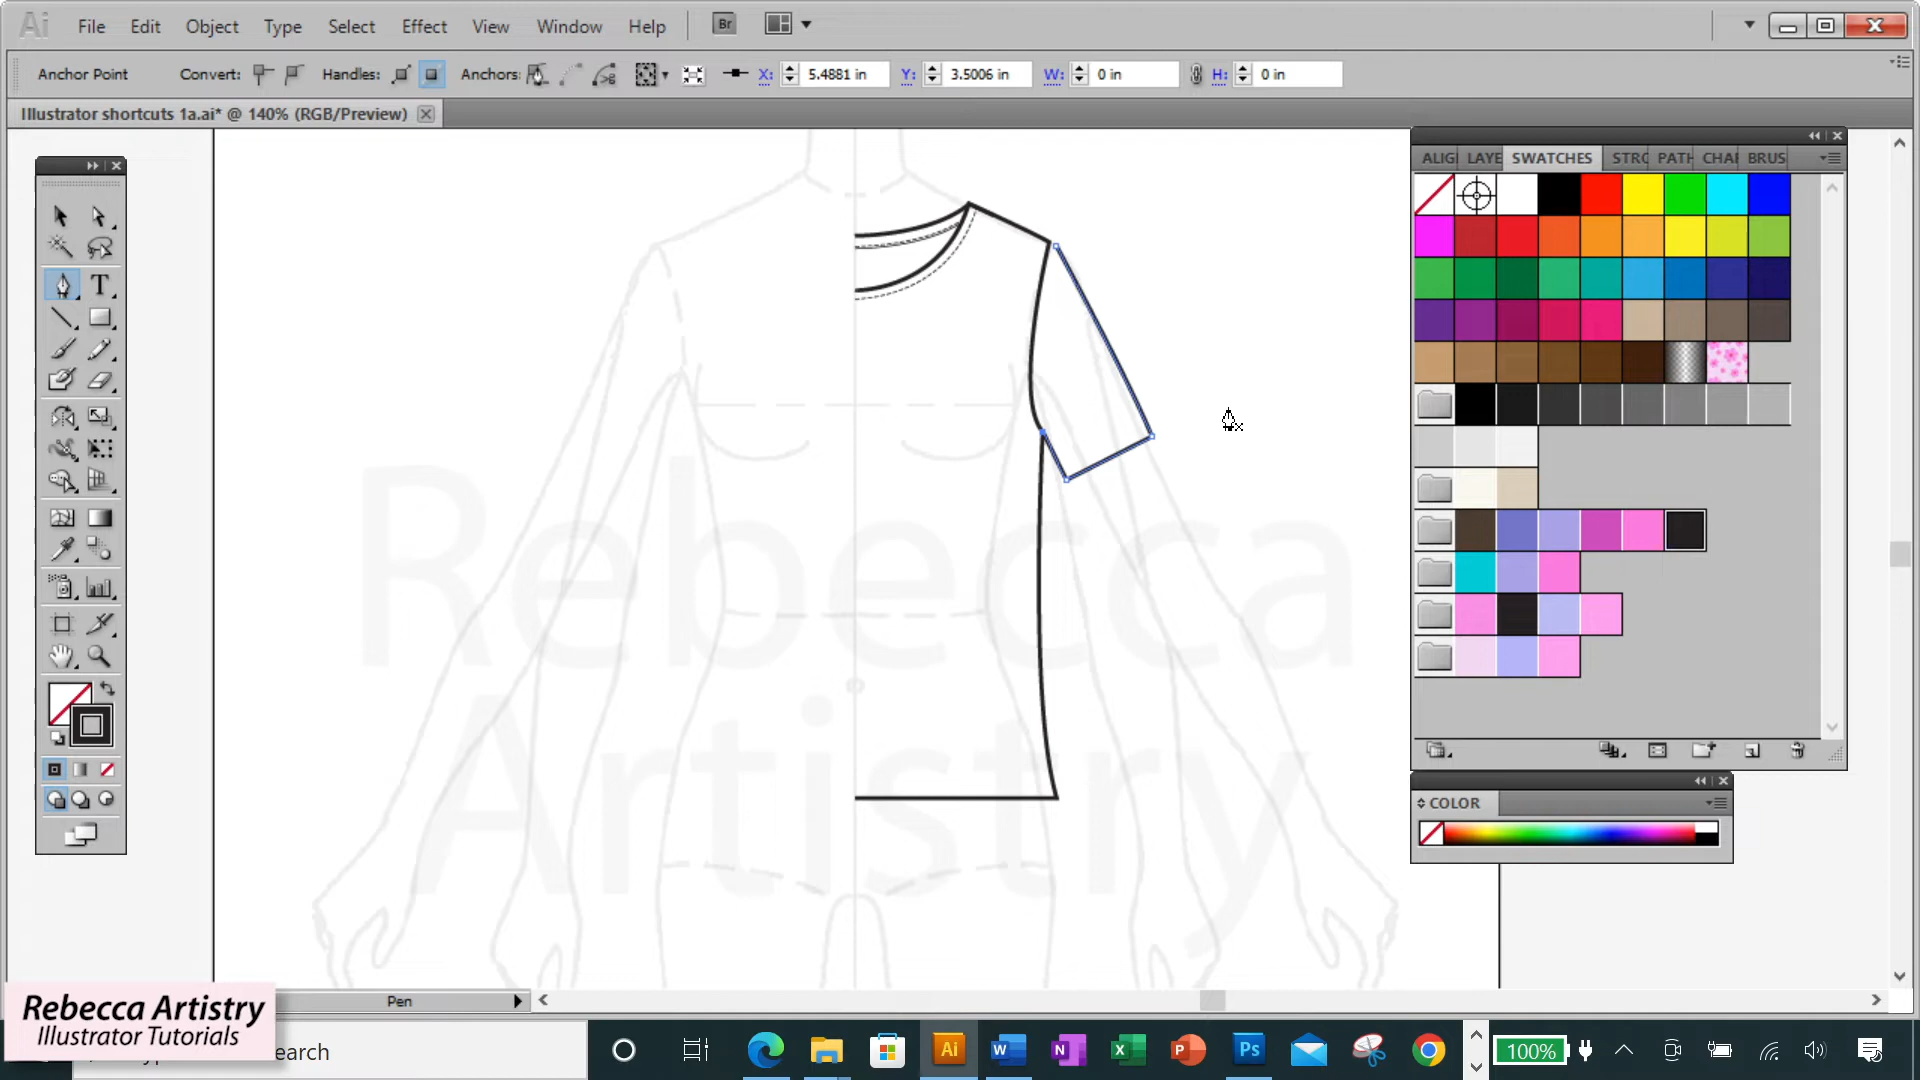 Ai File Edit Object Type Select Effect View Window Help Br
Anchor Point Convert: Handles: Anchors: X: 5.4881 in Y: 3.5006 in W: 0 in H: 0 in
Illustrator shortcuts 1a.ai* @ 140% (RGB/Preview)
ALIG LAYE SWATCHES STRO PATH CHAR BRUS
T
Rebecca
Artistry
COLOR
Rebecca Artistry
Illustrator Tutorials
Pen
earch
Ai W N X P Ps 100%